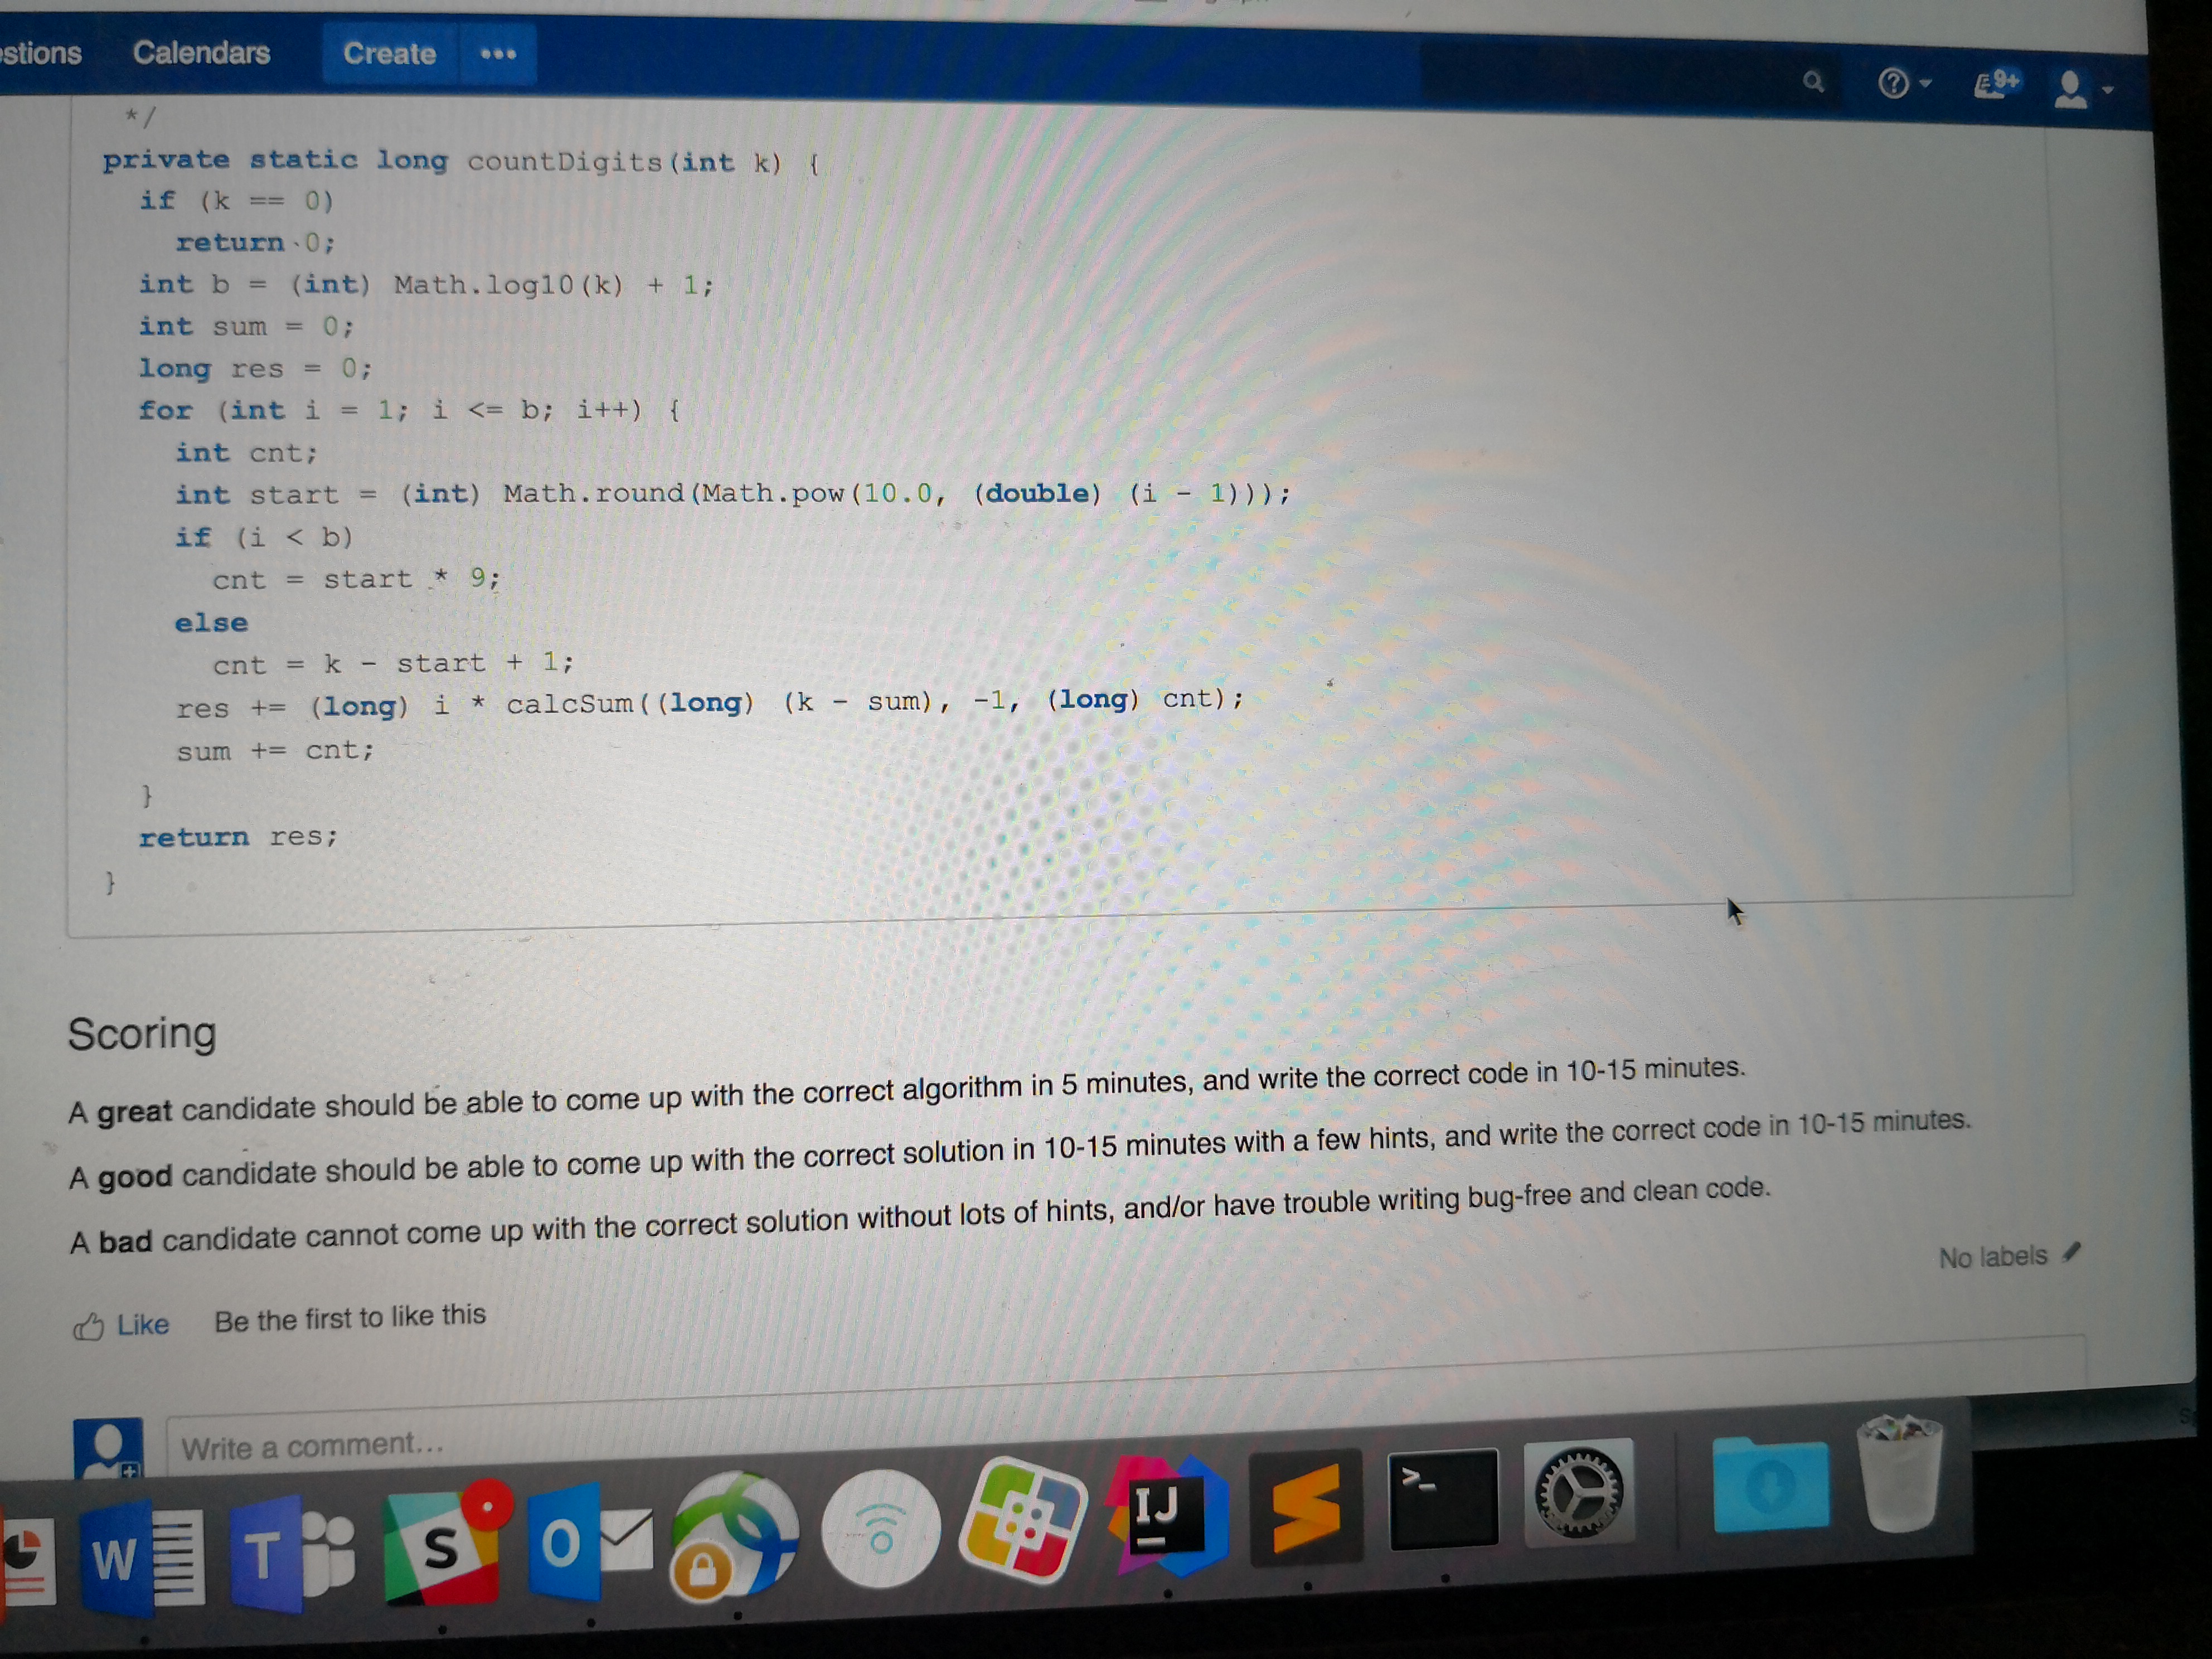 Calendars Create •••
9+
*/
private static long countDigits(int k) {
if (k == 0)
return 0;
int b = (int) Math.log10(k) + 1;
int sum = 0;
long res = 0;
for (int i = 1; i <= b; i++) {
int cnt;
int start = (int) Math.round(Math.pow(10.0, (double) (i - 1)));
if (i < b)
cnt = start * 9;
else
cnt = k - start + 1;
res += (long) i * calcSum((long) (k - sum), -1, (long) cnt);
sum += cnt;
}
return res;
}
Scoring
A great candidate should be able to come up with the correct algorithm in 5 minutes, and write the correct code in 10-15 minutes.
A good candidate should be able to come up with the correct solution in 10-15 minutes with a few hints, and write the correct code in 10-15 minutes.
A bad candidate cannot come up with the correct solution without lots of hints, and/or have trouble writing bug-free and clean code.
No labels
Like Be the first to like this
Write a comment...
W T S O IJ >_